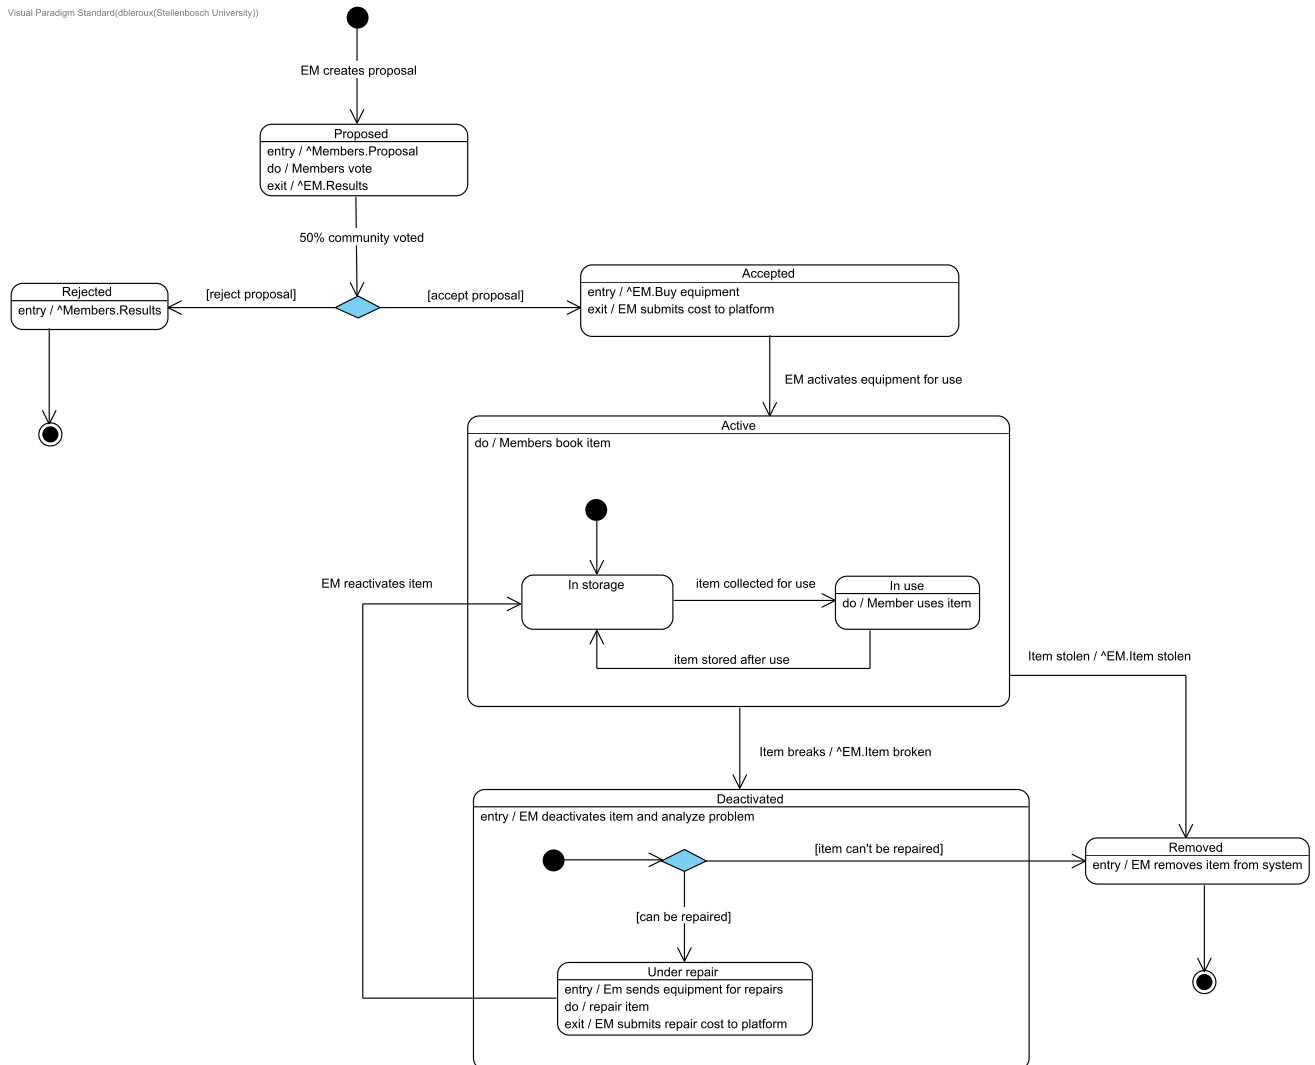 Visual Paradigm Standard(dbleroux(Stellenbosch University))
EM creates proposal
Proposed
entry / ^Members.Proposal
do / Members vote
exit / ^EM.Results
50% community voted
Rejected
entry / ^Members.Results
[reject proposal]
[accept proposal]
Accepted
entry / ^EM.Buy equipment
exit / EM submits cost to platform
EM activates equipment for use
Active
do / Members book item
EM reactivates item
In storage
item collected for use
In use
do / Member uses item
item stored after use
Item stolen / ^EM.Item stolen
Item breaks / ^EM.Item broken
Deactivated
entry / EM deactivates item and analyze problem
[item can't be repaired]
Removed
entry / EM removes item from system
[can be repaired]
Under repair
entry / Em sends equipment for repairs
do / repair item
exit / EM submits repair cost to platform